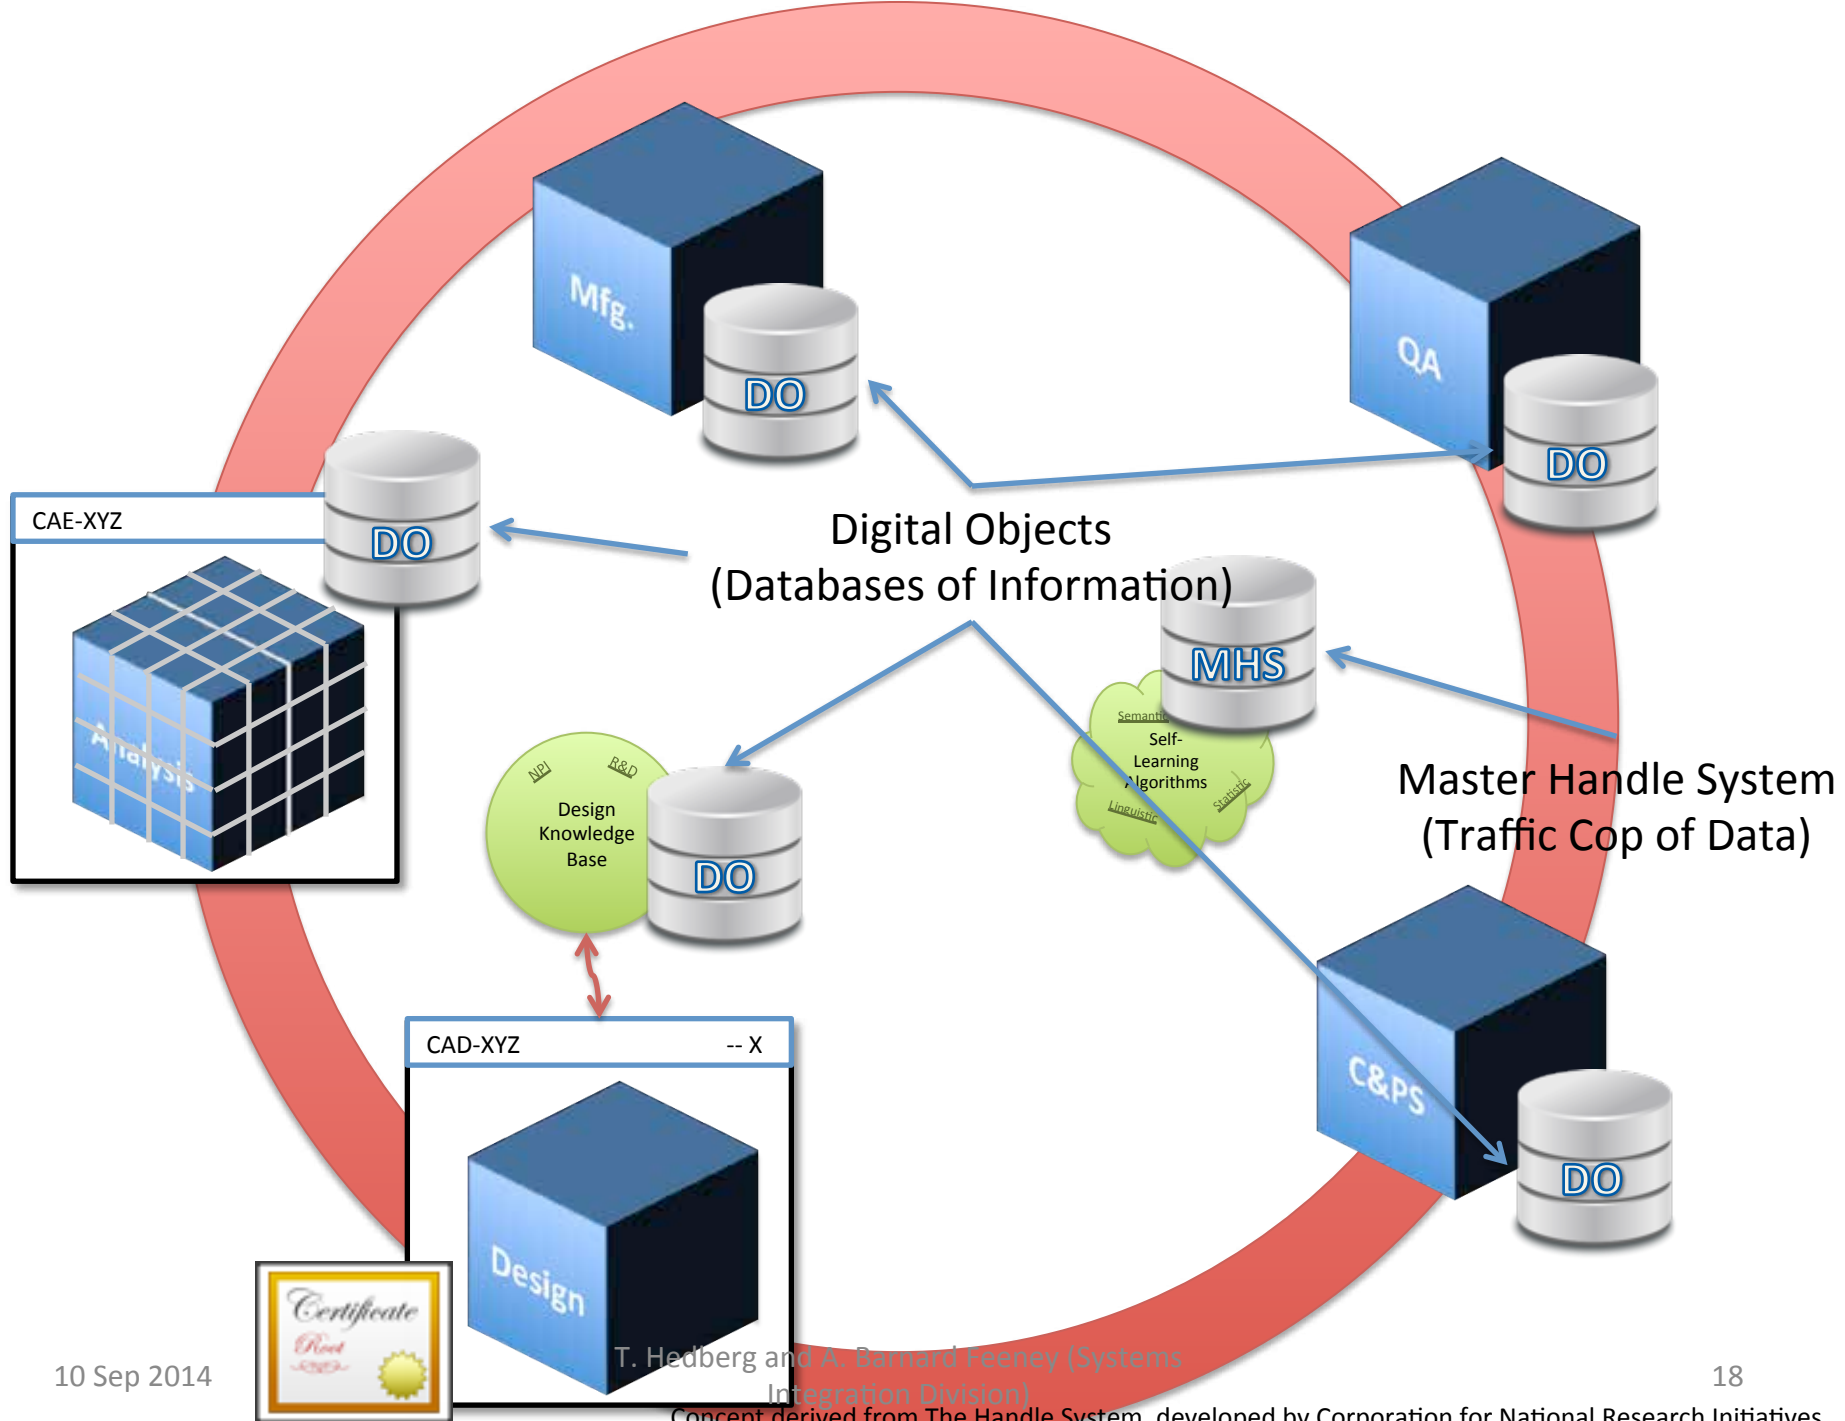 Mfg.
DO
QA
DO
CAE-XYZ
DO
Analysis
Digital Objects
(Databases of Information)
MHS
Semantic
Self-
Learning
Algorithms
Linguistic
Statistic
Master Handle System
(Traffic Cop of Data)
NPI
R&D
Design
Knowledge
Base
DO
C&PS
DO
CAD-XYZ -- X
Design
Certificate
Root
10 Sep 2014
T. Hedberg and A. Barnard Feeney (Systems
Integration Division)
18
Concept derived from The Handle System, developed by Corporation for National Research Initiatives